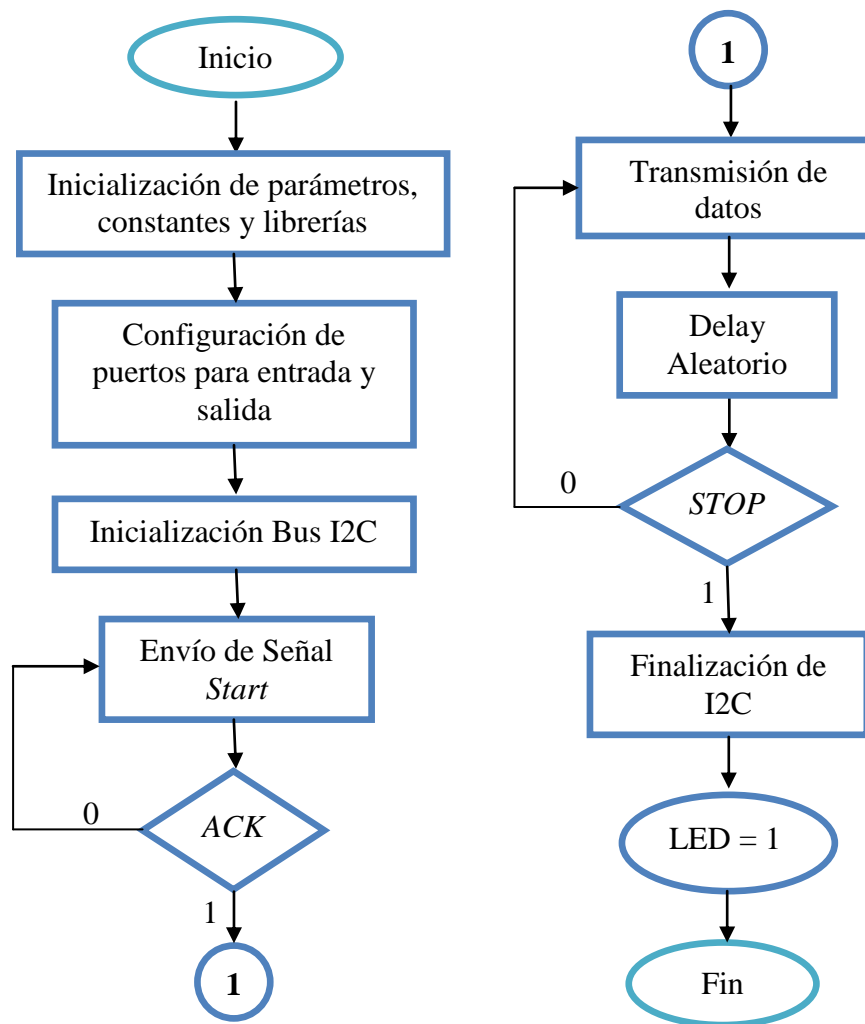 Inicio
Inicialización de parámetros,
constantes y librerías
Configuración de
puertos para entrada y
salida
Inicialización Bus I2C
Envío de Señal
Start
ACK
0
1
1
1
Transmisión de
datos
Delay
Aleatorio
STOP
0
1
Finalización de
I2C
LED = 1
Fin